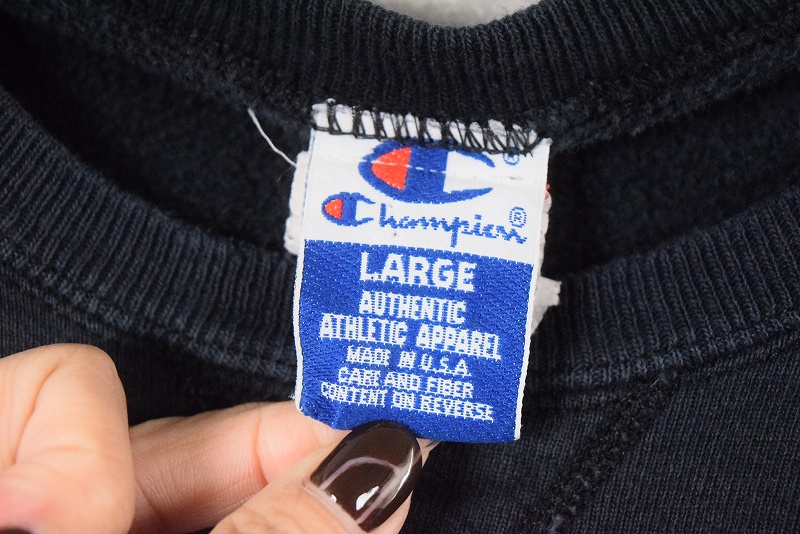 ®
Champion®
LARGE
AUTHENTIC
ATHLETIC APPAREL
MADE IN U.S.A
CARE AND FIBER
CONTENT ON REVERSE